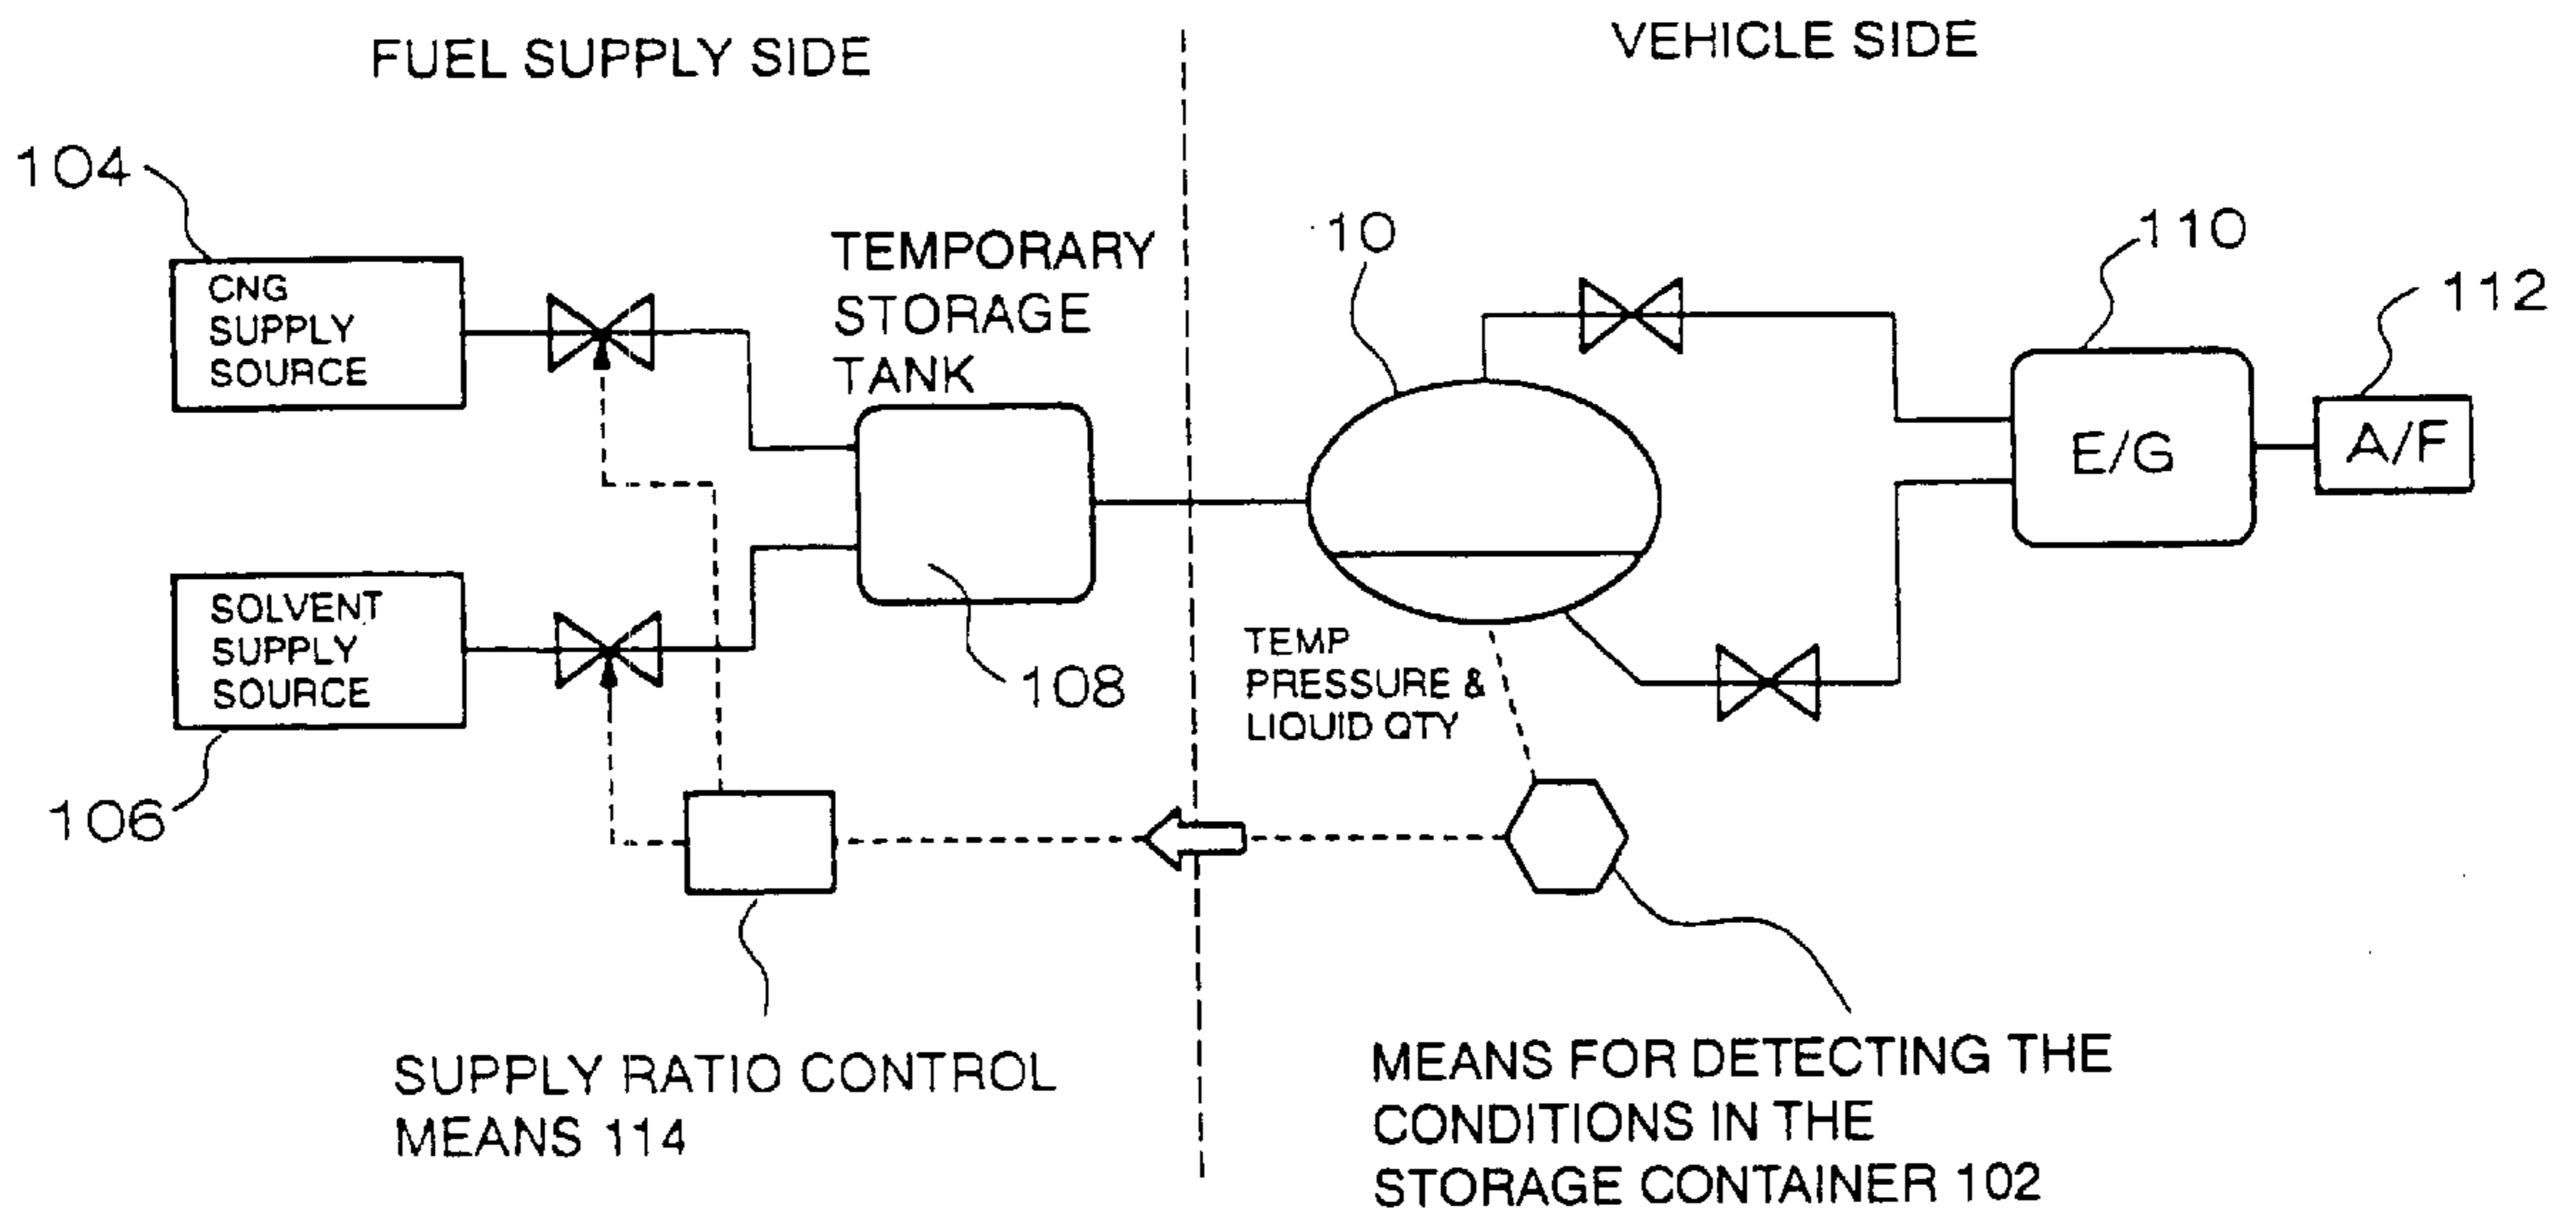 FUEL SUPPLY SIDE
VEHICLE SIDE
104
CNG
SUPPLY
SOURCE
TEMPORARY
STORAGE
TANK
10
110
112
E/G
A/F
SOLVENT
SUPPLY
SOURCE
108
106
TEMP
PRESSURE &
LIQUID QTY
SUPPLY RATIO CONTROL
MEANS 114
MEANS FOR DETECTING THE
CONDITIONS IN THE
STORAGE CONTAINER 102